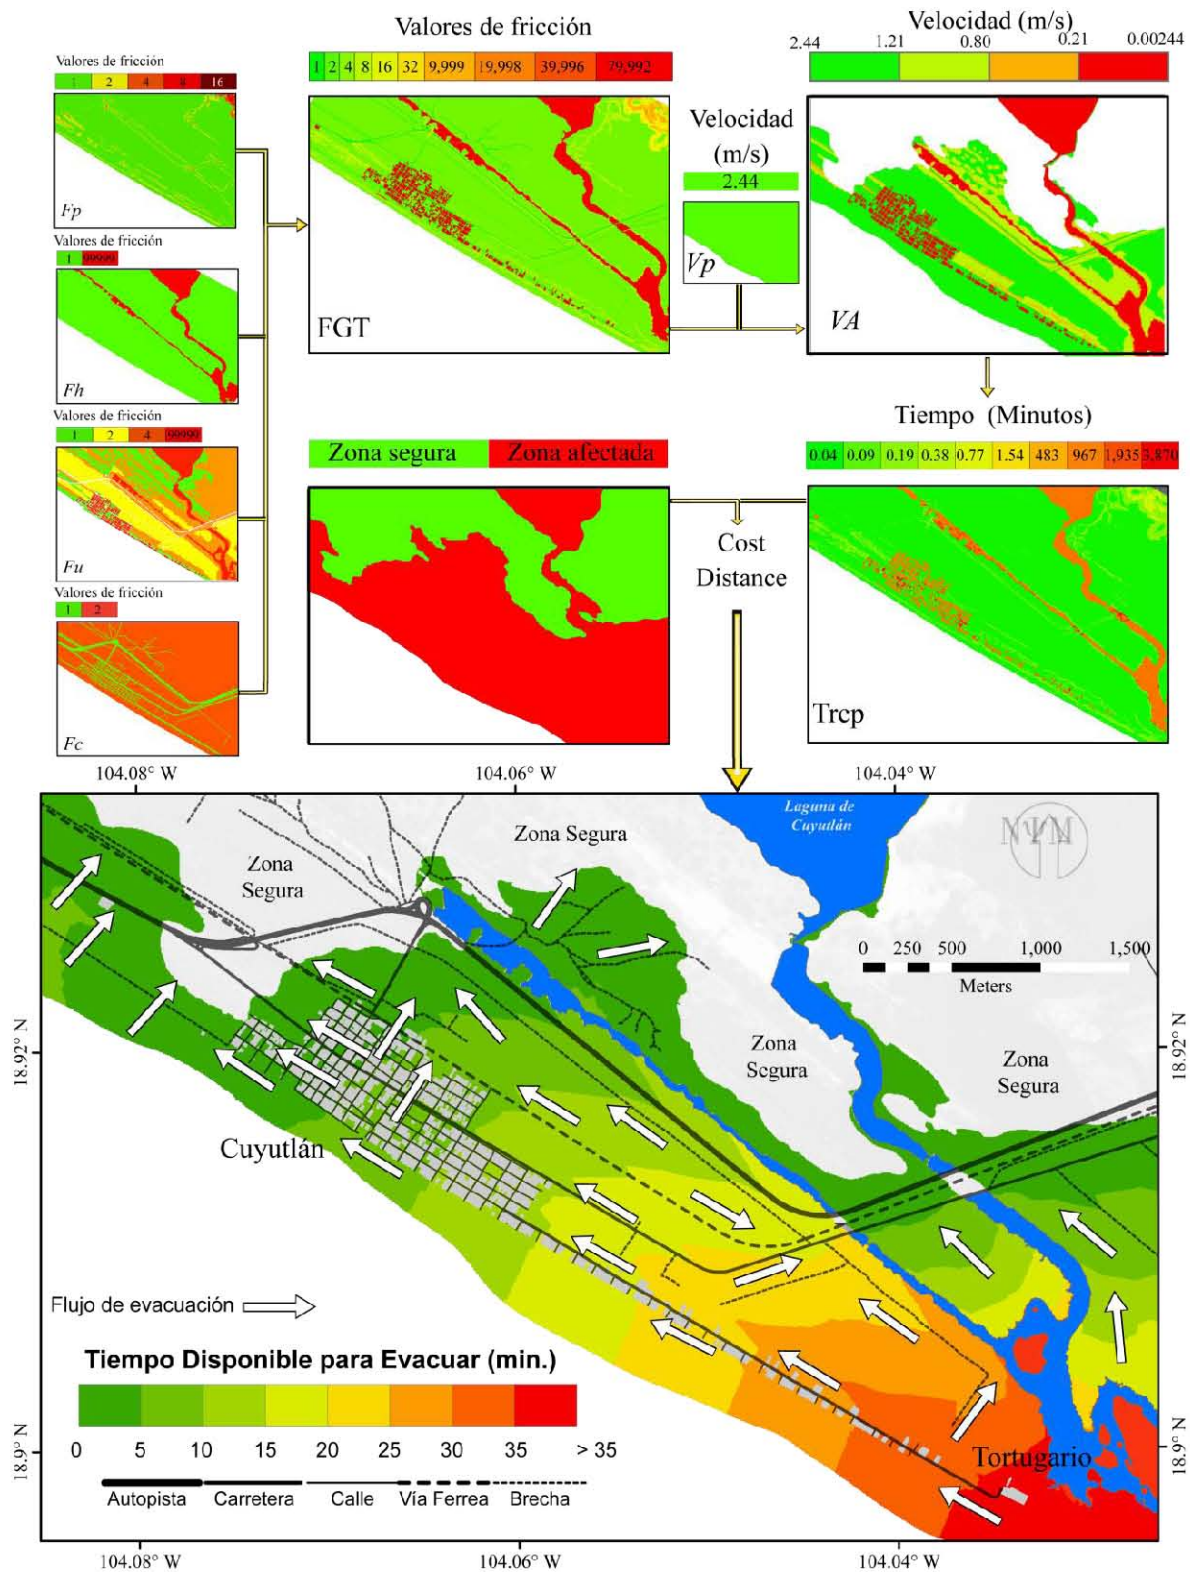 Valores de fricción
1 2 4 8 16
Fp
Valores de fricción
1 99999
Fh
Valores de fricción
1 2 4 99999
Fu
Valores de fricción
1 2
Fc
Valores de fricción
1 2 4 8 16 32 9,999 19,998 39,996 79,992
FGT
Velocidad
(m/s)
2.44
Vp
Velocidad (m/s)
2.44 1.21 0.80 0.21 0.00244
VA
Tiempo (Minutos)
0.04 0.09 0.19 0.38 0.77 1.54 483 967 1,935 3,870
Trcp
Zona segura Zona afectada
Cost
Distance
104.08° W 104.06° W 104.04° W
Laguna de
Cuyutlán
Zona Segura
Zona
Segura
0 250 500 1,000 1,500
Meters
18.92° N
18.92° N
Zona
Segura
Zona
Segura
Cuyutlán
Flujo de evacuación
Tiempo Disponible para Evacuar (min.)
0 5 10 15 20 25 30 35 > 35
Autopista Carretera Calle Vía Ferrea Brecha
Tortugario
18.9° N
18.9° N
104.08° W 104.06° W 104.04° W